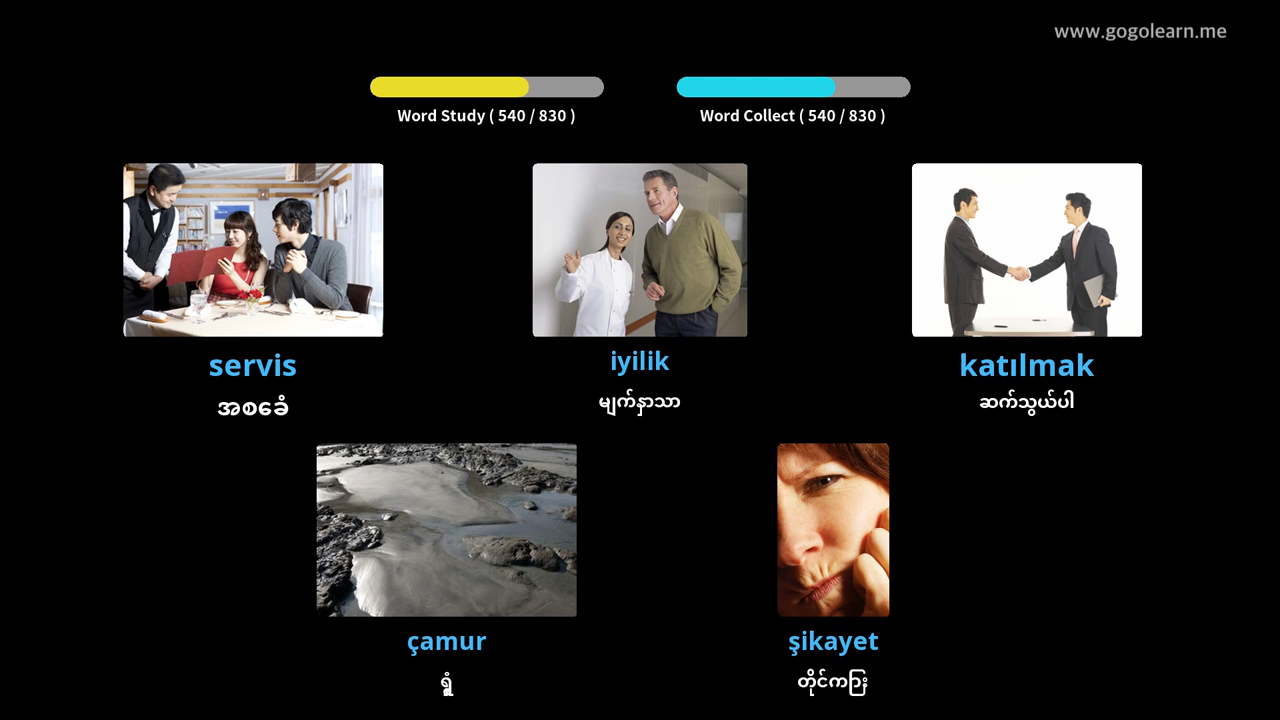 www.gogolearn.me
Word Study ( 540 / 830 )
Word Collect ( 540 / 830 )
servis
iyilik
katılmak
အစခေံ
မျက်နှာသာ
ဆက်သွယ်ပါ
çamur
şikayet
ရွှံ့
တိုင်ကြား